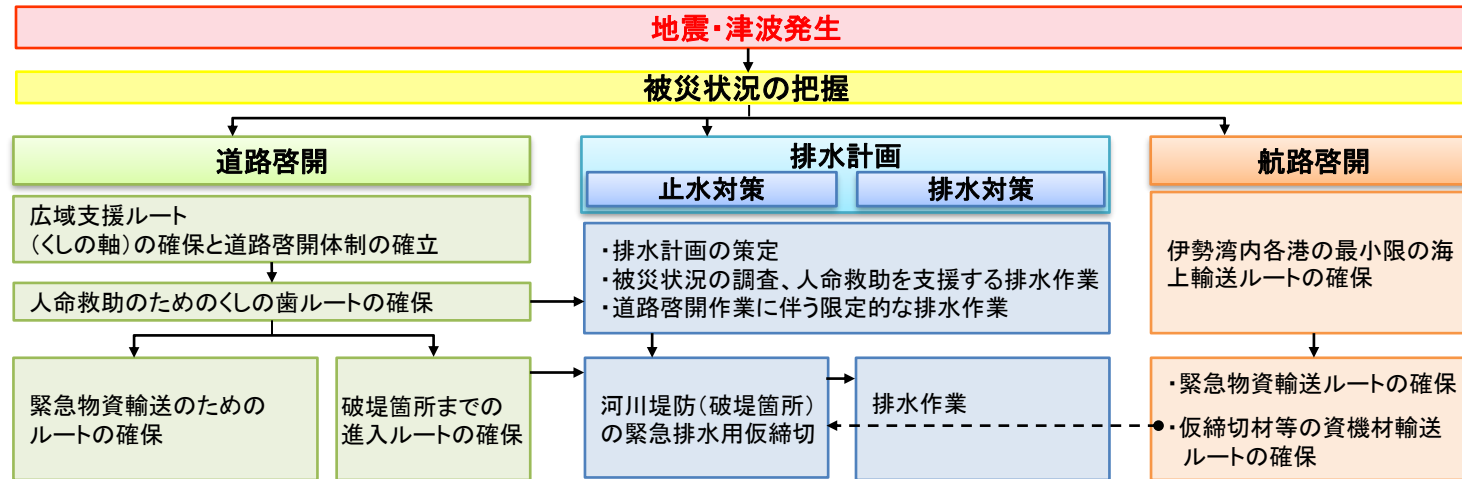 地震・津波発生
被災状況の把握
道路啓開
広域支援ルート
(くしの軸)の確保と道路啓開体制の確立
人命救助のためのくしの歯ルートの確保
緊急物資輸送のための
ルートの確保
破堤箇所までの
進入ルートの確保
排水計画
止水対策
排水対策
・排水計画の策定
・被災状況の調査、人命救助を支援する排水作業
・道路啓開作業に伴う限定的な排水作業
河川堤防(破堤箇所)
の緊急排水用仮締切
排水作業
航路啓開
伊勢湾内各港の最小限の海
上輸送ルートの確保
・緊急物資輸送ルートの確保
・仮締切材等の資機材輸送
ルートの確保